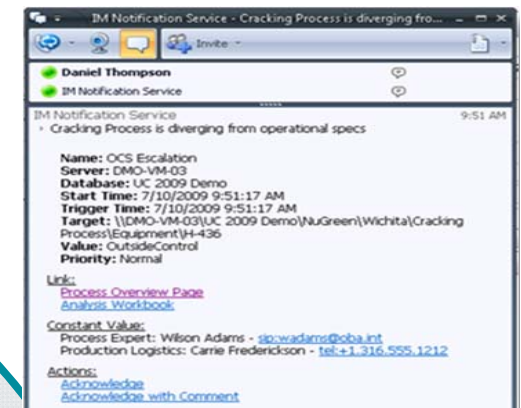 IM Notification Service - Cracking Process is diverging fro...
Invite
Daniel Thompson
IM Notification Service
IM Notification Service 9:51 AM
Cracking Process is diverging from operational specs
Name: OCS Escalation
Server: DMO-VM-03
Database: UC 2009 Demo
Start Time: 7/10/2009 9:51:17 AM
Trigger Time: 7/10/2009 9:51:17 AM
Target: \\DMO-VM-03\UC 2009 Demo\NuGreen\Wichita\Cracking
Process\Equipment\H-436
Value: OutsideControl
Priority: Normal
Link:
Process Overview Page
Analysis Workbook
Constant Value:
Process Expert: Wilson Adams - sip:wadams@oba.int
Production Logistics: Carrie Frederickson - tel:+1.316.555.1212
Actions:
Acknowledge
Acknowledge with Comment